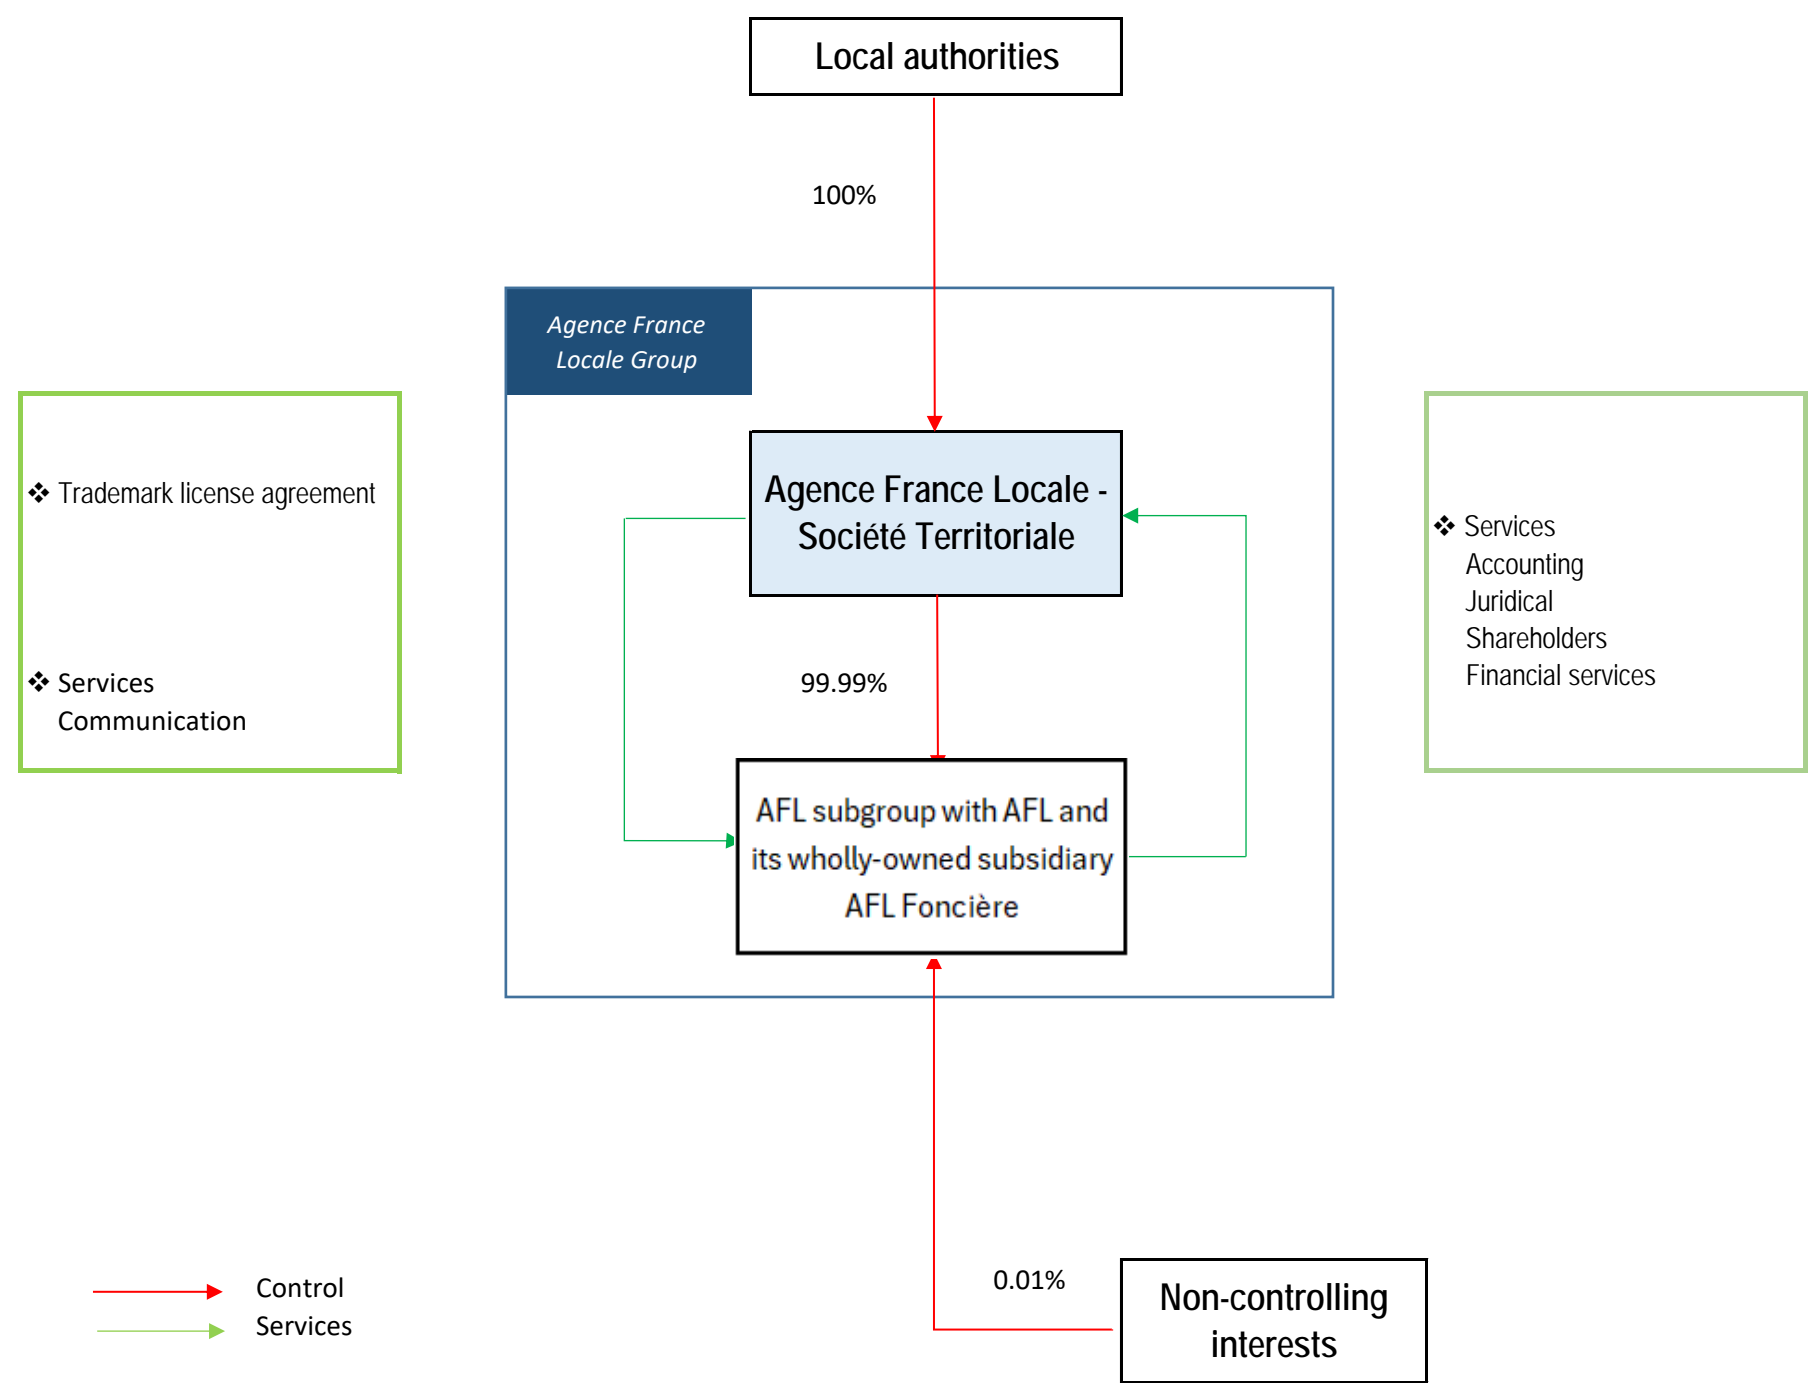 Local authorities
100%
Agence France
Locale Group
Agence France Locale -
Société Territoriale
❖ Trademark license agreement
❖ Services
Communication
❖ Services
Accounting
Juridical
Shareholders
Financial services
99.99%
AFL subgroup with AFL and
its wholly-owned subsidiary
AFL Foncière
0.01%
Non-controlling
interests
Control
Services